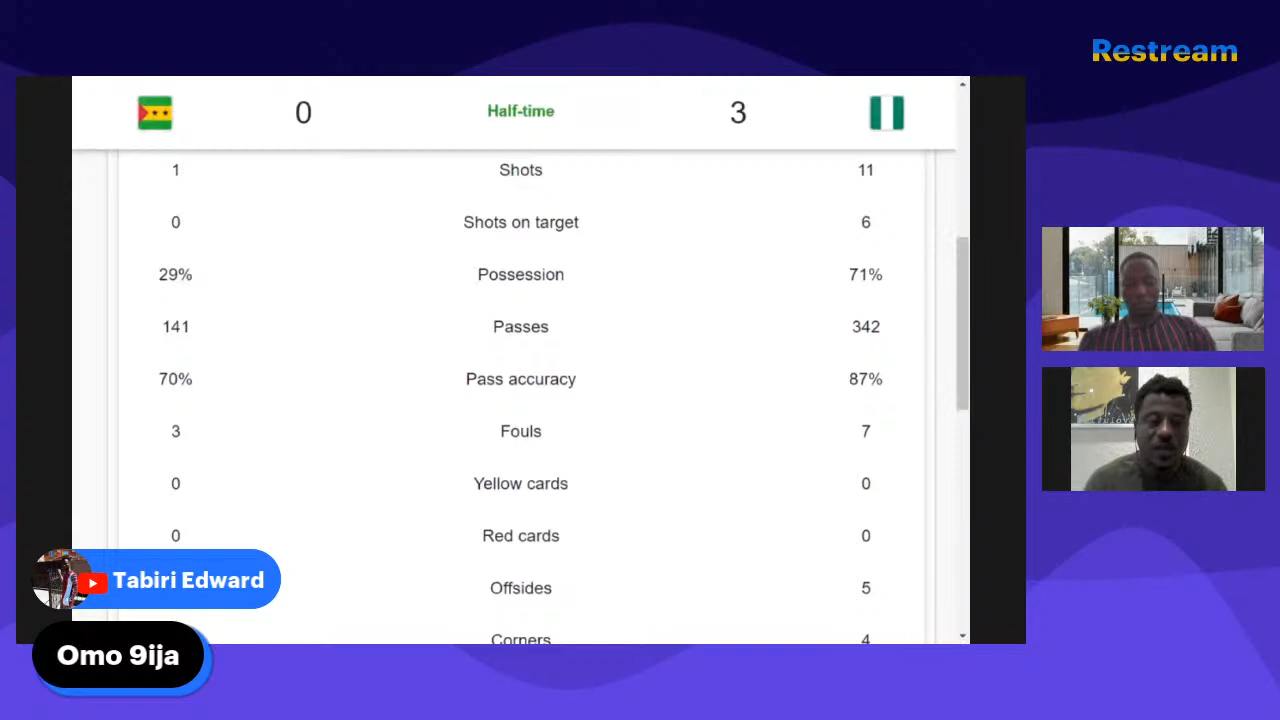 Restream
0 Half-time 3
1 Shots 11
0 Shots on target 6
29% Possession 71%
141 Passes 342
70% Pass accuracy 87%
3 Fouls 7
0 Yellow cards 0
0 Red cards 0
Offsides 5
Corners 4
Tabiri Edward
Omo 9ija